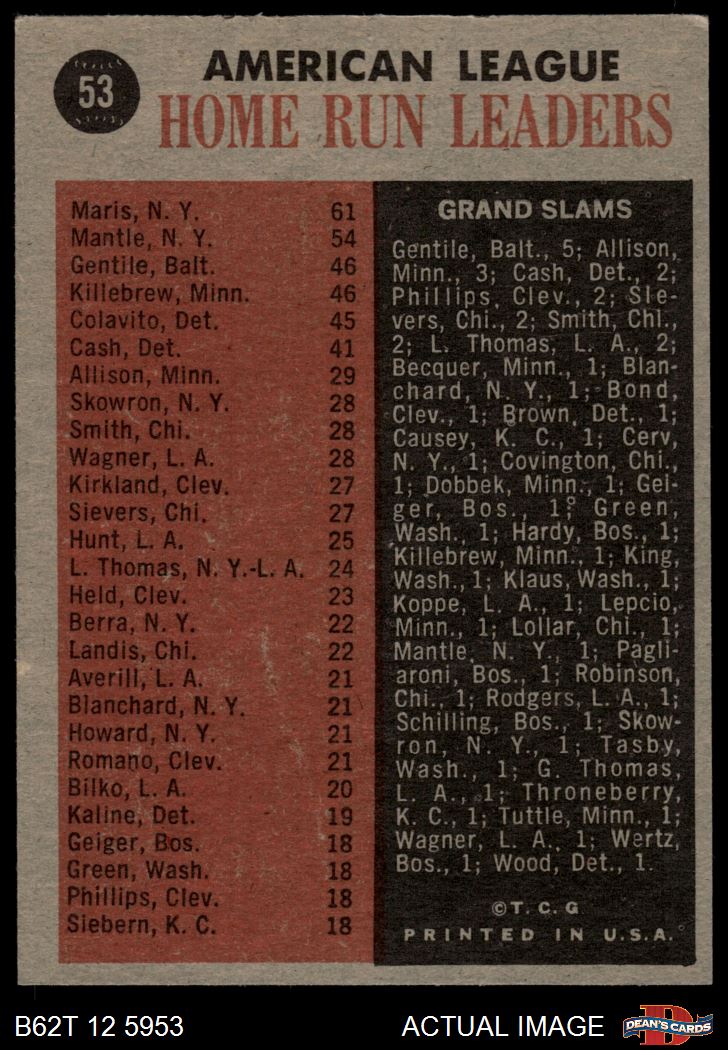 53
AMERICAN LEAGUE
HOME RUN LEADERS
Maris, N. Y. 61
Mantle, N. Y. 54
Gentile, Balt. 46
Killebrew, Minn. 46
Colavito, Det. 45
Cash, Det. 41
Allison, Minn. 29
Skowron, N. Y. 28
Smith, Chi. 28
Wagner, L. A. 28
Kirkland, Clev. 27
Sievers, Chi. 27
Hunt, L. A. 25
L. Thomas, N. Y.-L. A. 24
Held, Clev. 23
Berra, N. Y. 22
Landis, Chi. 22
Averill, L. A. 21
Blanchard, N. Y. 21
Howard, N. Y. 21
Romano, Clev. 21
Bilko, L. A. 20
Kaline, Det. 19
Geiger, Bos. 18
Green, Wash. 18
Phillips, Clev. 18
Siebern, K. C. 18
GRAND SLAMS
Gentile, Balt., 5; Allison,
Minn., 3; Cash, Det., 2;
Phillips, Clev., 2; Sie-
vers, Chi., 2; Smith, Chi.,
2; L. Thomas, L. A., 2;
Becquer, Minn., 1; Blan-
chard, N. Y., 1; Bond,
Clev., 1; Brown, Det., 1;
Causey, K. C., 1; Cerv,
N. Y., 1; Covington, Chi.,
1; Dobbek, Minn., 1; Gei-
ger, Bos., 1; Green,
Wash., 1; Hardy, Bos., 1;
Killebrew, Minn., 1; King,
Wash., 1; Klaus, Wash., 1;
Koppe, L. A., 1; Lepcio,
Minn., 1; Lollar, Chi., 1;
Mantle, N. Y., 1; Pagli-
aroni, Bos., 1; Robinson,
Chi., 1; Rodgers, L. A., 1;
Schilling, Bos., 1; Skow-
ron, N. Y., 1; Tasby,
Wash., 1; G. Thomas,
L. A., 1; Throneberry,
K. C., 1; Tuttle, Minn., 1;
Wagner, L. A., 1; Wertz,
Bos., 1; Wood, Det., 1.
©T. C. G
PRINTED IN U.S.A.
B62T 12 5953 ACTUAL IMAGE
D
DEAN'S CARDS